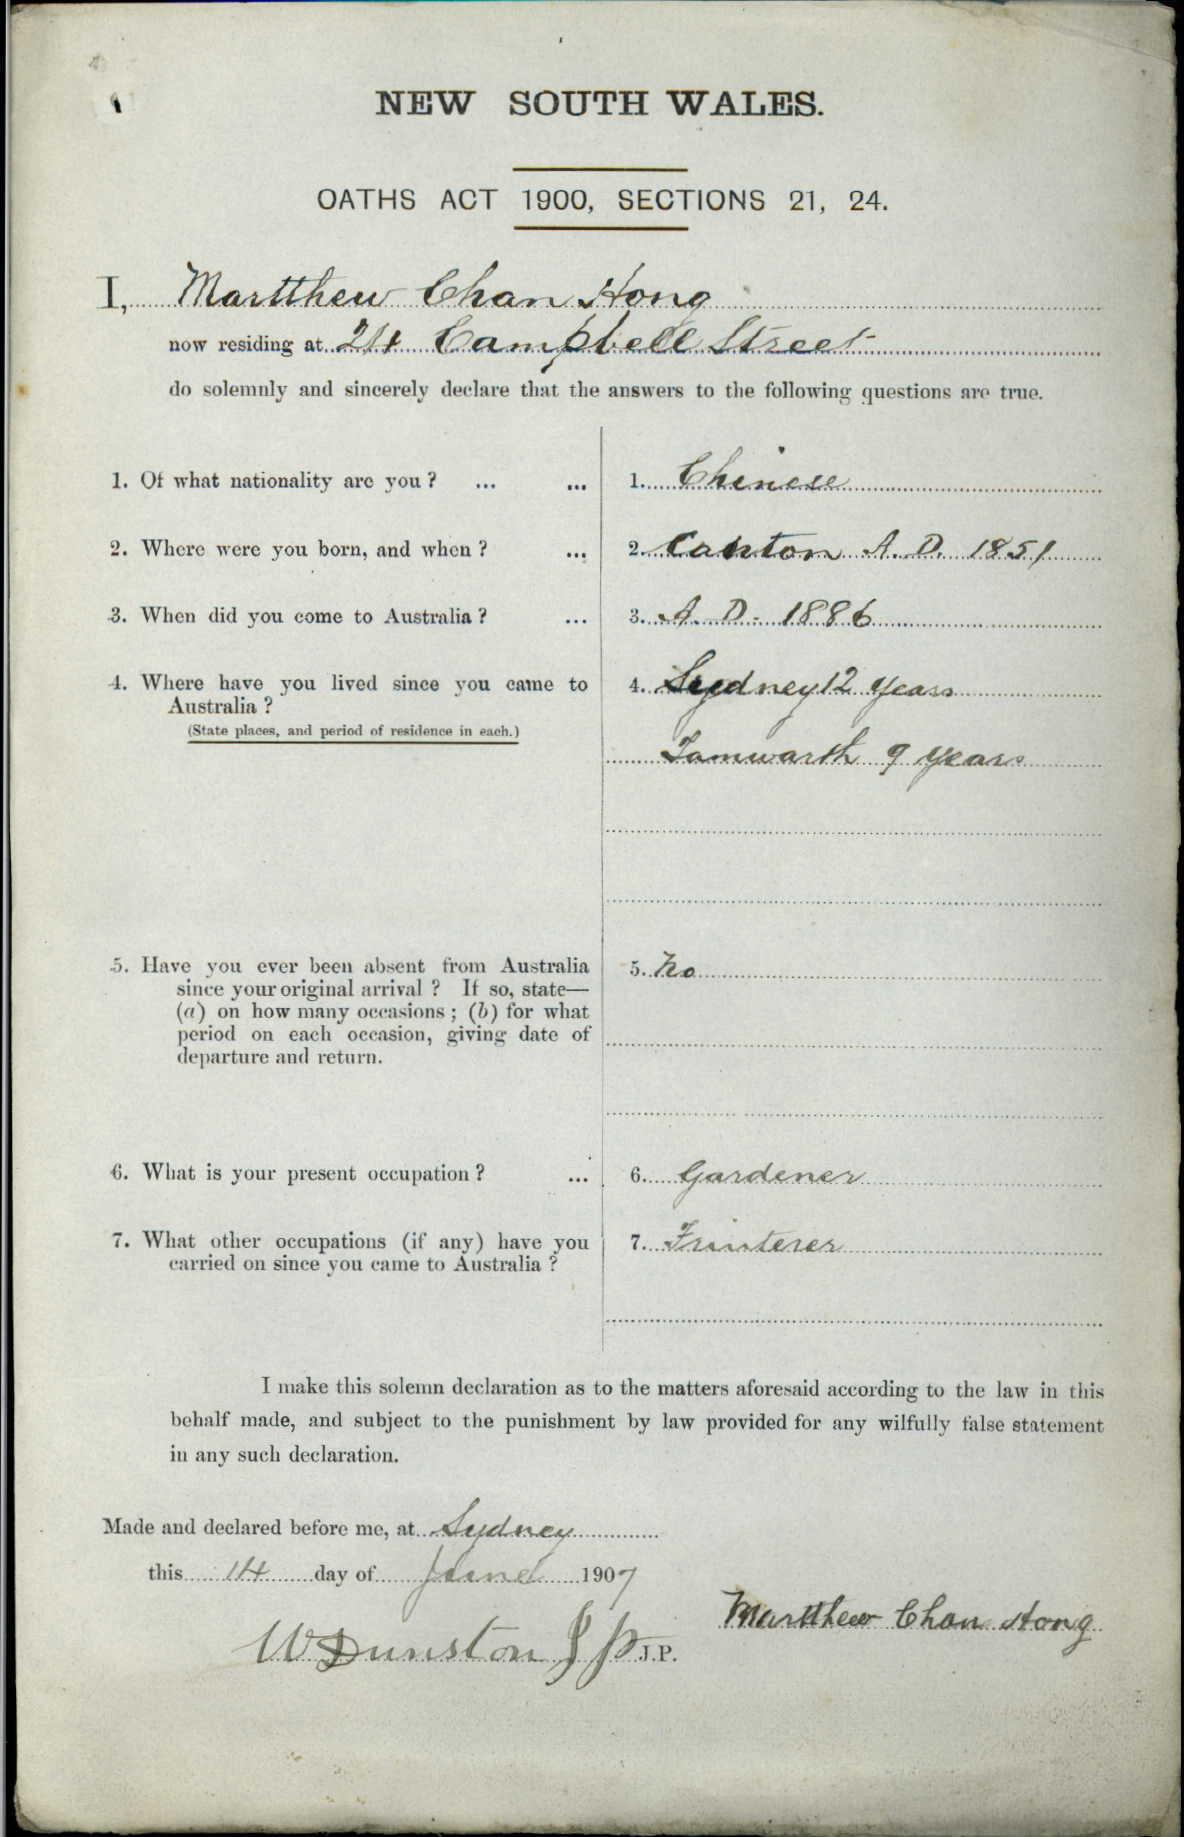 NEW SOUTH WALES.
OATHS ACT 1900, SECTIONS 21, 24.
I, Martthew Chan Hong
now residing at 24 Campbell Street
do solemnly and sincerely declare that the answers to the following questions are true.
1. Of what nationality are you? ... ... 1. Chinese
2. Where were you born, and when? ... 2. Canton A. D. 1851
3. When did you come to Australia? ... 3. A. D. 1886
4. Where have you lived since you came to 4. Sydney 12 years
Australia?
(State places, and period of residence in each.)
Tamwarth 9 years
5. Have you ever been absent from Australia 5. No
since your original arrival? If so, state—
(a) on how many occasions; (b) for what
period on each occasion, giving date of
departure and return.
6. What is your present occupation? ... 6. Gardener
7. What other occupations (if any) have you 7. Fruiterer
carried on since you came to Australia?
I make this solemn declaration as to the matters aforesaid according to the law in this
behalf made, and subject to the punishment by law provided for any wilfully false statement
in any such declaration.
Made and declared before me, at Sydney
this 14 day of June 1907
Martthew Chan Hong
W Dunston J P J.P.